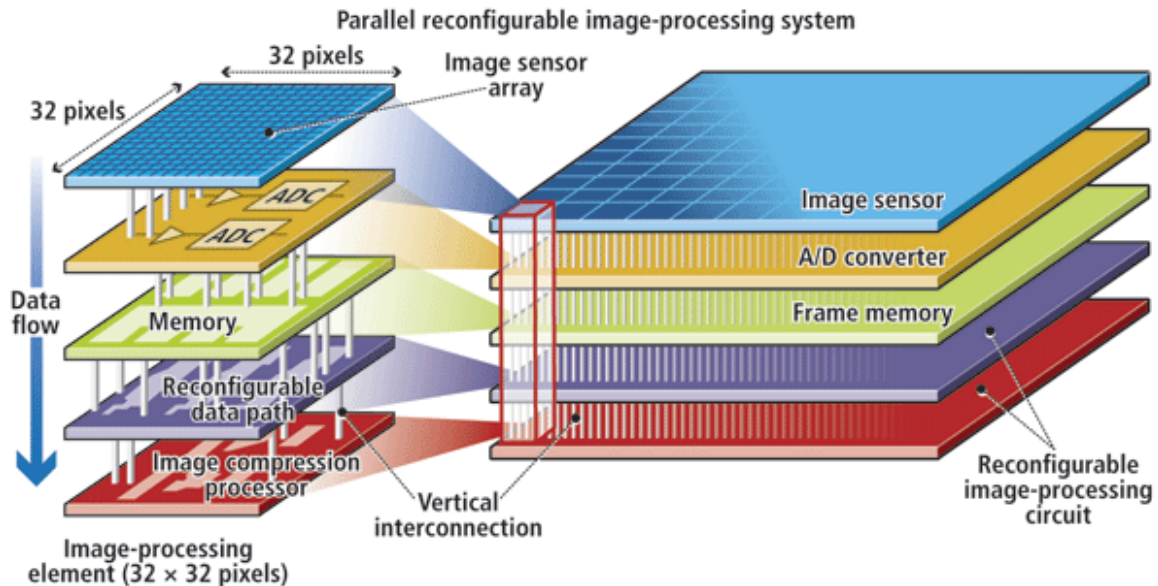 Parallel reconfigurable image-processing system
32 pixels
32 pixels
Image sensor
array
ADC
ADC
Data
flow
Memory
Reconfigurable
data path
Image compression
processor
Image-processing
element (32 × 32 pixels)
Vertical
interconnection
Image sensor
A/D converter
Frame memory
Reconfigurable
image-processing
circuit